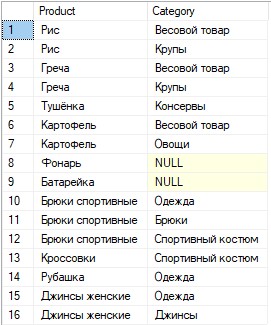 Product Category
1 Рис Весовой товар
2 Рис Крупы
3 Греча Весовой товар
4 Греча Крупы
5 Тушёнка Консервы
6 Картофель Весовой товар
7 Картофель Овощи
8 Фонарь NULL
9 Батарейка NULL
10 Брюки спортивные Одежда
11 Брюки спортивные Брюки
12 Брюки спортивные Спортивный костюм
13 Кроссовки Спортивный костюм
14 Рубашка Одежда
15 Джинсы женские Одежда
16 Джинсы женские Джинсы